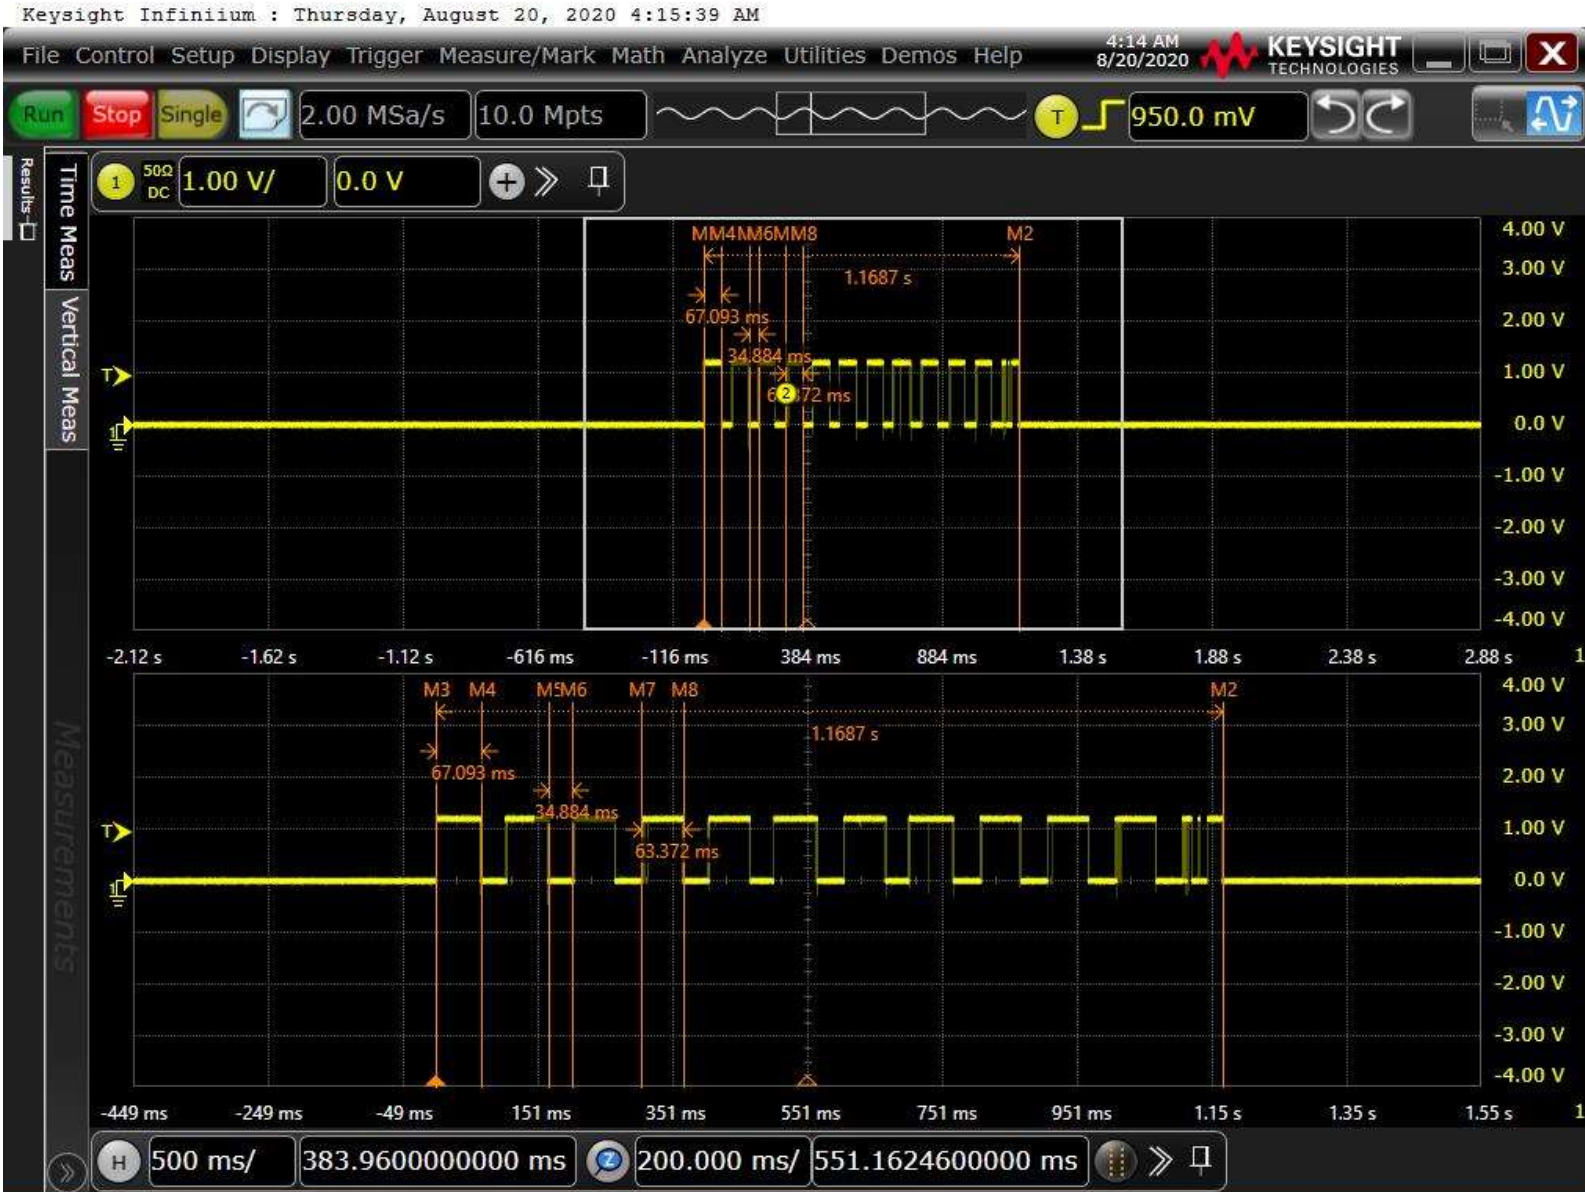 Keysight Infiniium : Thursday, August 20, 2020 4:15:39 AM
File Control Setup Display Trigger Measure/Mark Math Analyze Utilities Demos Help
4:14 AM
8/20/2020
KEYSIGHT
TECHNOLOGIES
X
Run Stop Single 2.00 MSa/s 10.0 Mpts T 950.0 mV
Results
Time Meas
Vertical Meas
Measurements
1 50Ω DC 1.00 V/ 0.0 V
M4 M8 M2
1.1687 s
67.093 ms
34.884 ms
2
72 ms
T
4.00 V
3.00 V
2.00 V
1.00 V
0.0 V
-1.00 V
-2.00 V
-3.00 V
-4.00 V
-2.12 s -1.62 s -1.12 s -616 ms -116 ms 384 ms 884 ms 1.38 s 1.88 s 2.38 s 2.88 s 1
M3 M4 M5 M6 M7 M8 M2
1.1687 s
67.093 ms
34.884 ms
63.372 ms
T
4.00 V
3.00 V
2.00 V
1.00 V
0.0 V
-1.00 V
-2.00 V
-3.00 V
-4.00 V
-449 ms -249 ms -49 ms 151 ms 351 ms 551 ms 751 ms 951 ms 1.15 s 1.35 s 1.55 s 1
H 500 ms/ 383.9600000000 ms Z 200.000 ms/ 551.1624600000 ms